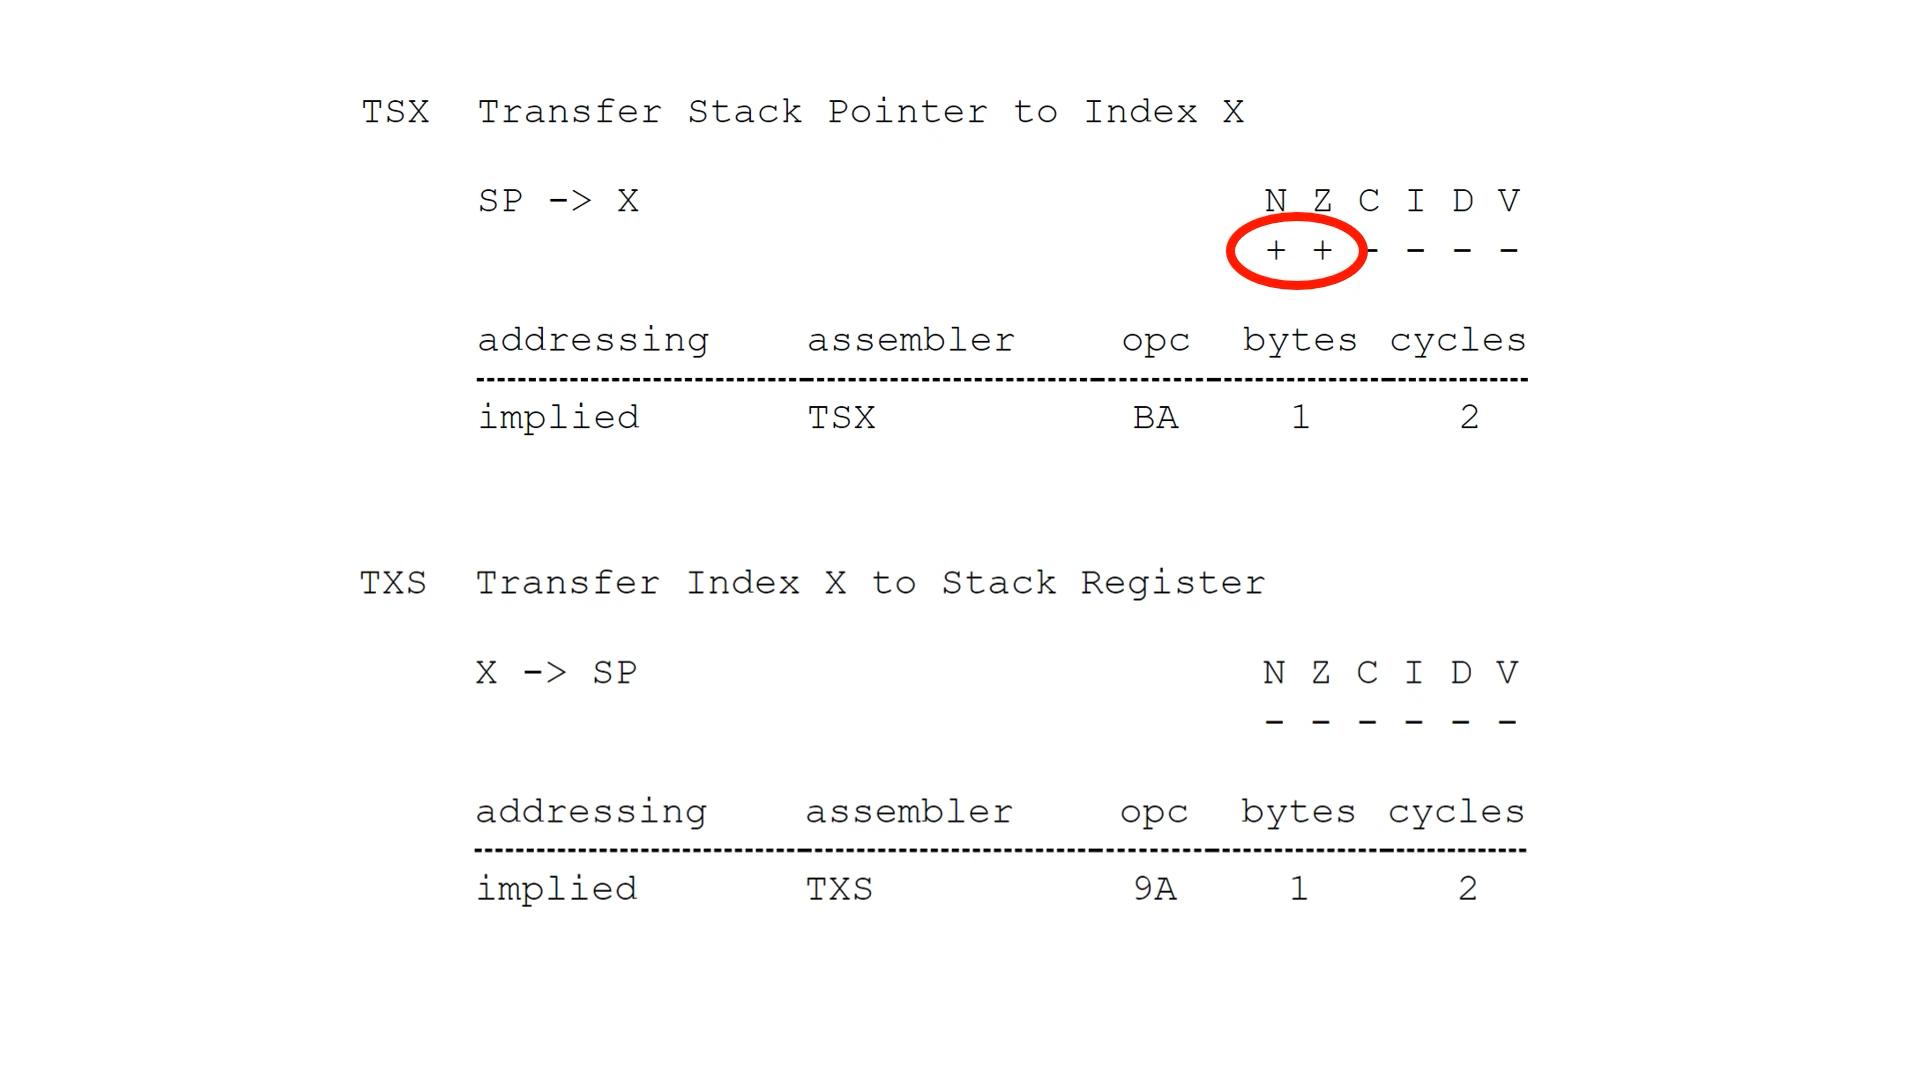 TSX Transfer Stack Pointer to Index X
SP -> X N Z C I D V
+ + - - - -
addressing assembler opc bytes cycles
implied TSX BA 1 2
TXS Transfer Index X to Stack Register
X -> SP N Z C I D V
- - - - - -
addressing assembler opc bytes cycles
implied TXS 9A 1 2